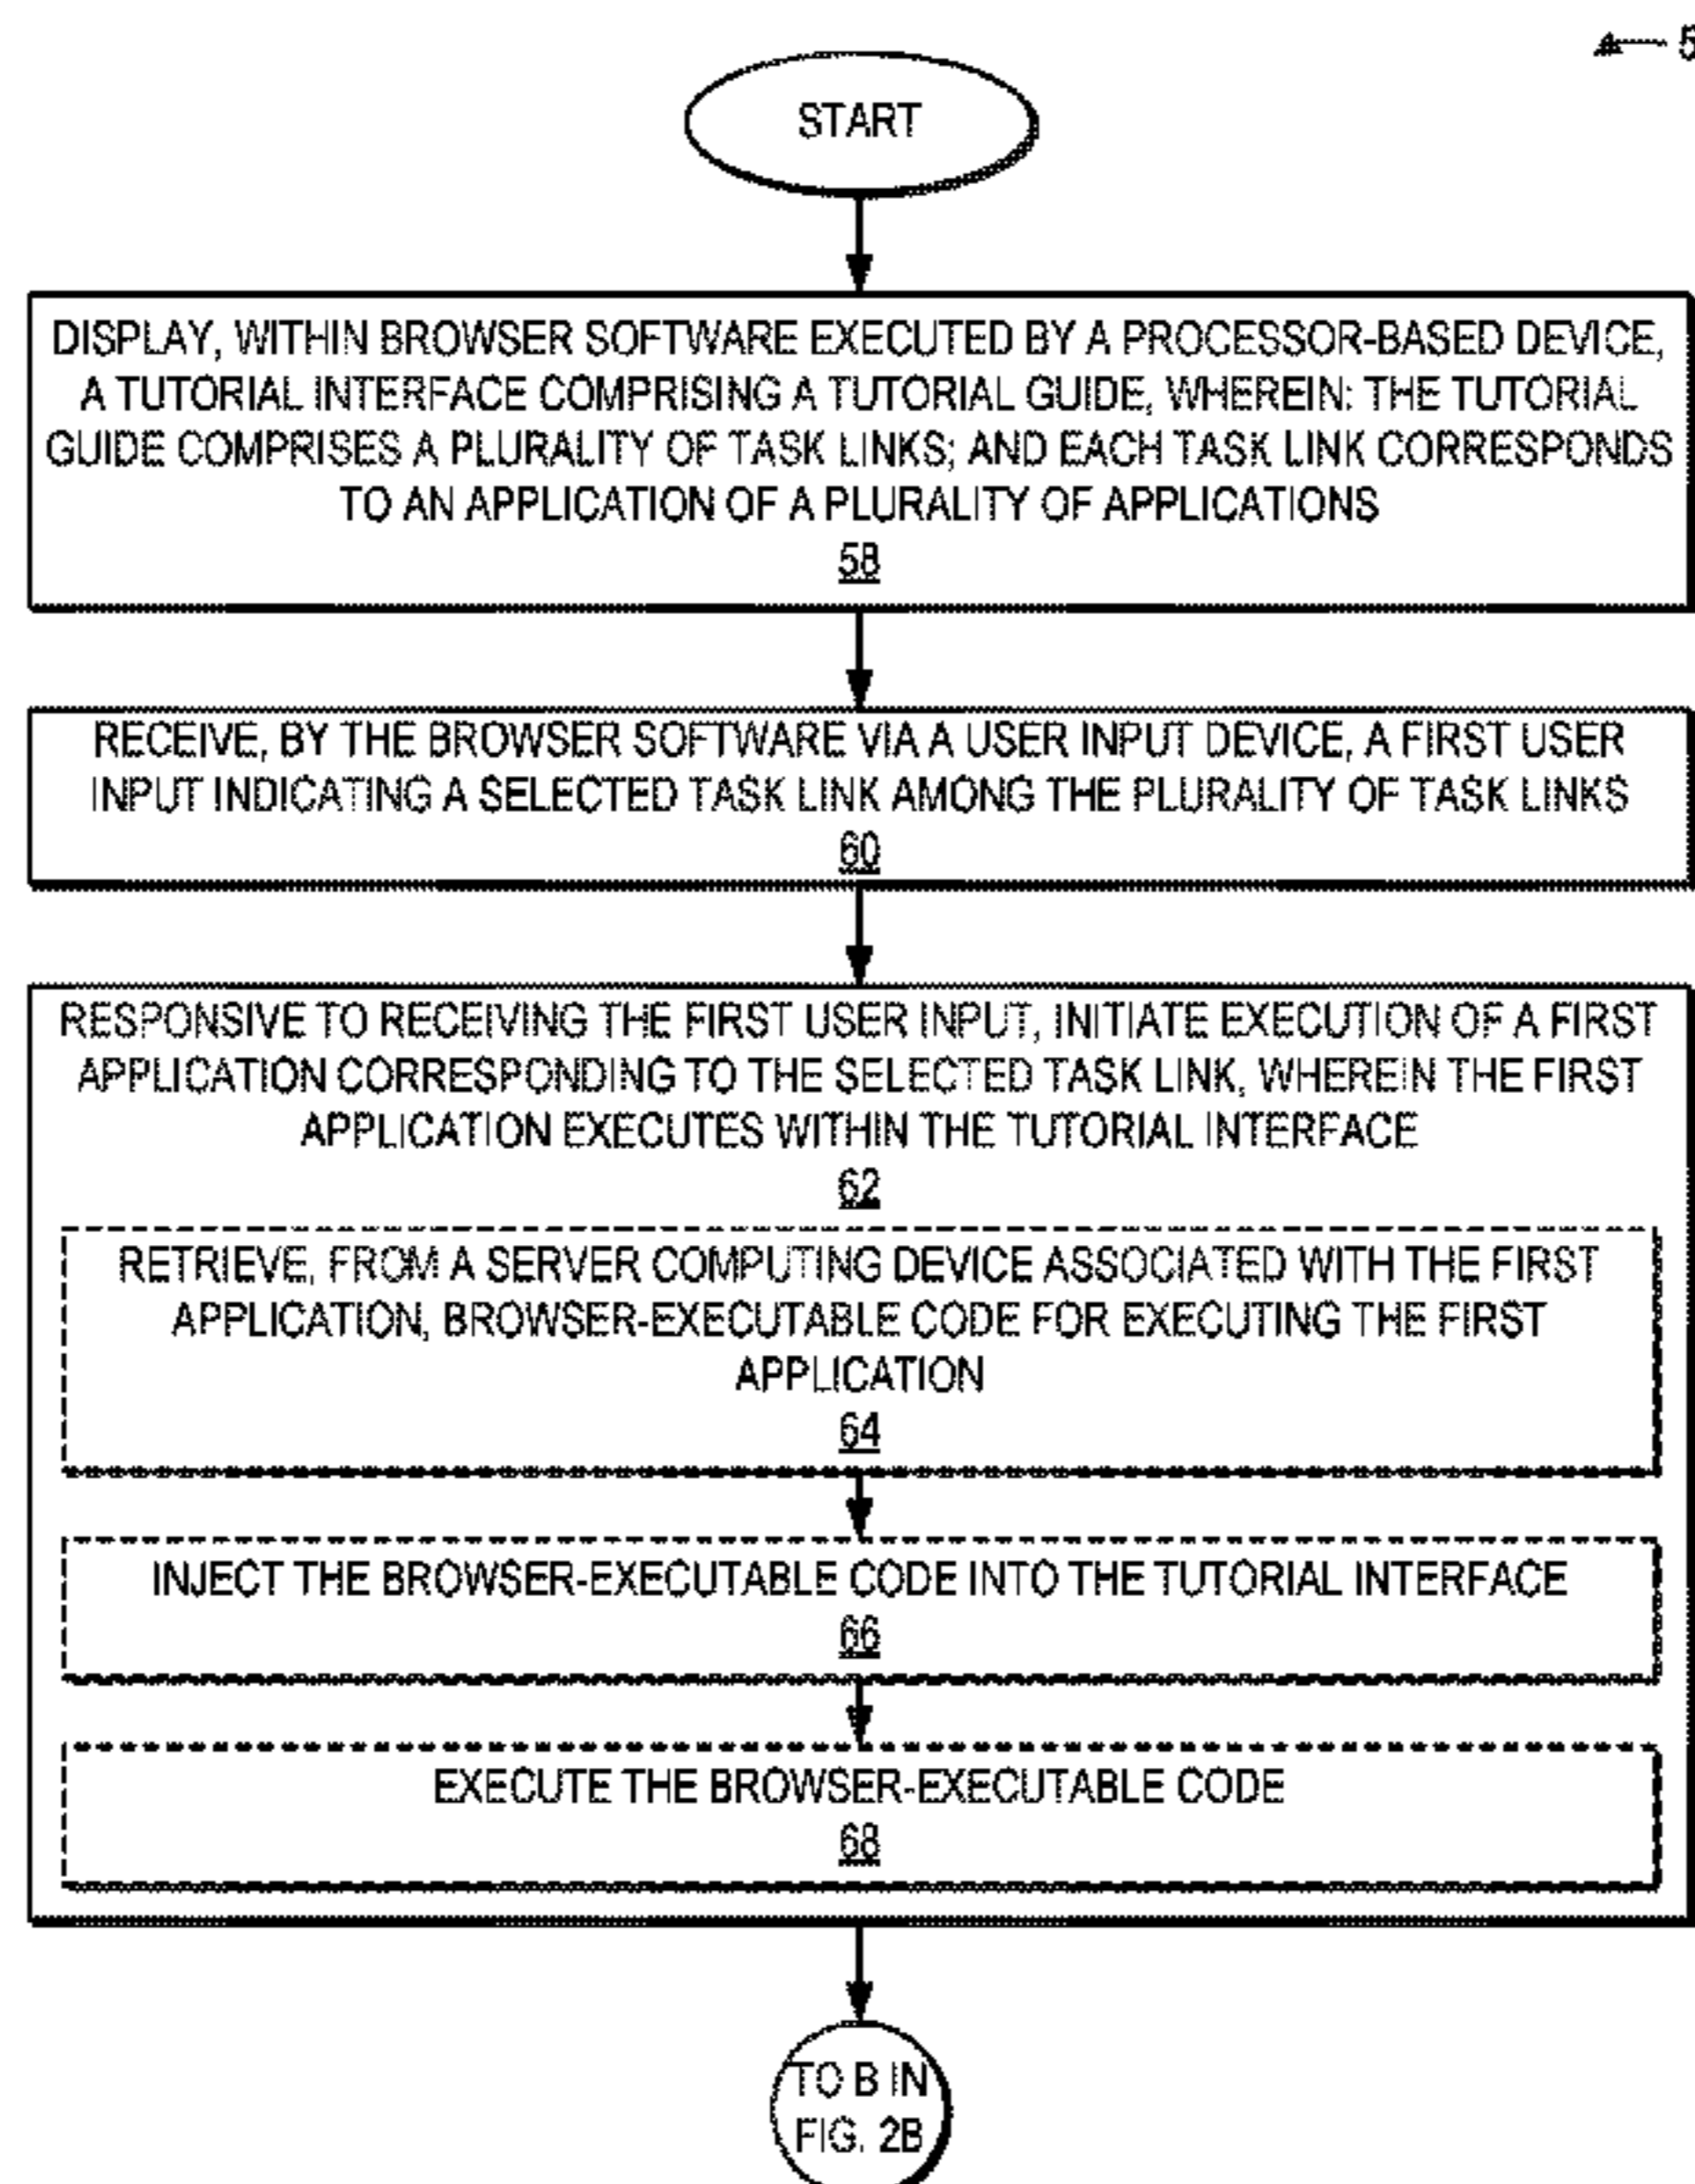 START
DISPLAY, WITHIN BROWSER SOFTWARE EXECUTED BY A PROCESSOR-BASED DEVICE,
A TUTORIAL INTERFACE COMPRISING A TUTORIAL GUIDE, WHEREIN: THE TUTORIAL
GUIDE COMPRISES A PLURALITY OF TASK LINKS; AND EACH TASK LINK CORRESPONDS
TO AN APPLICATION OF A PLURALITY OF APPLICATIONS
58
RECEIVE, BY THE BROWSER SOFTWARE VIA A USER INPUT DEVICE, A FIRST USER
INPUT INDICATING A SELECTED TASK LINK AMONG THE PLURALITY OF TASK LINKS
60
RESPONSIVE TO RECEIVING THE FIRST USER INPUT, INITIATE EXECUTION OF A FIRST
APPLICATION CORRESPONDING TO THE SELECTED TASK LINK, WHEREIN THE FIRST
APPLICATION EXECUTES WITHIN THE TUTORIAL INTERFACE
62
RETRIEVE, FROM A SERVER COMPUTING DEVICE ASSOCIATED WITH THE FIRST
APPLICATION, BROWSER-EXECUTABLE CODE FOR EXECUTING THE FIRST
APPLICATION
64
INJECT THE BROWSER-EXECUTABLE CODE INTO THE TUTORIAL INTERFACE
66
EXECUTE THE BROWSER-EXECUTABLE CODE
68
TO B IN
FIG. 2B